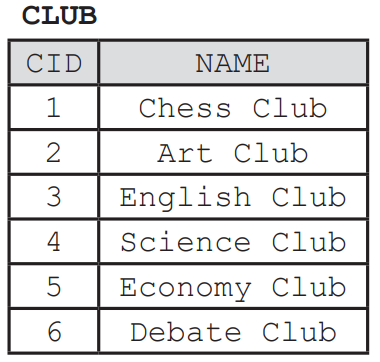 CLUB
CID NAME
1 Chess Club
2 Art Club
3 English Club
4 Science Club
5 Economy Club
6 Debate Club